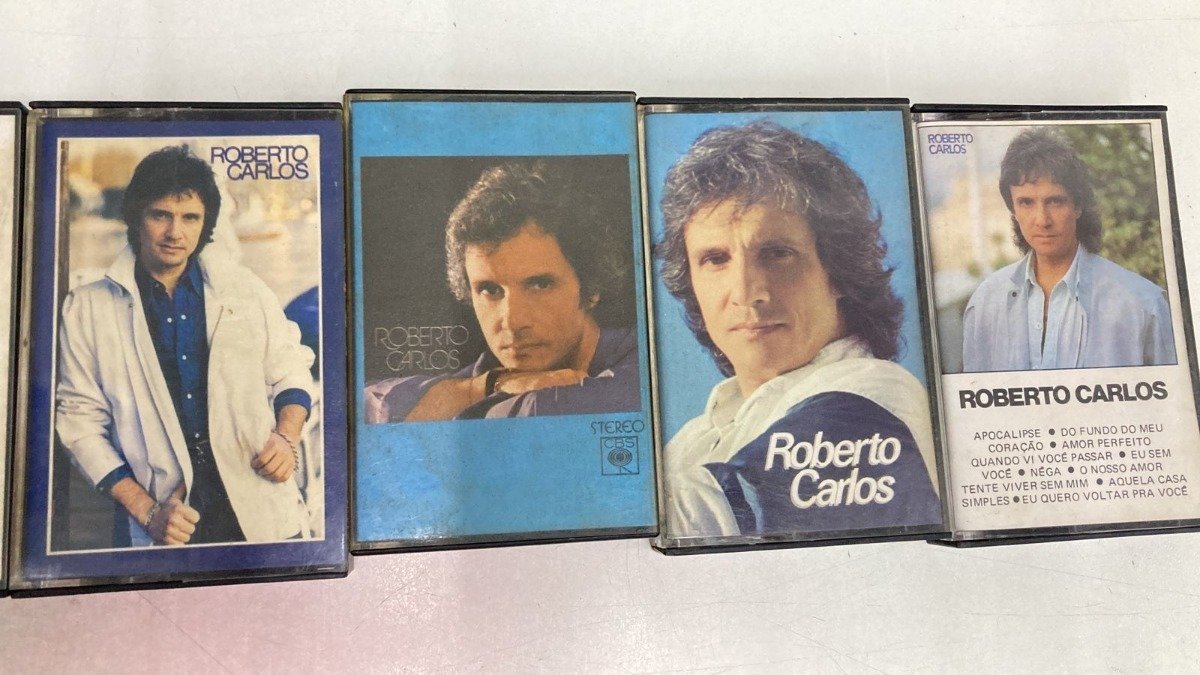 ROBERTO
CARLOS
ROBERTO
CARLOS
STEREO
CBS
Roberto
Carlos
ROBERTO
CARLOS
ROBERTO CARLOS
APOCALIPSE • DO FUNDO DO MEU
CORAÇÃO • AMOR PERFEITO
QUANDO VI VOCÊ PASSAR • EU SEM
VOCÊ • NÊGA • O NOSSO AMOR
TENTE VIVER SEM MIM • AQUELA CASA
SIMPLES • EU QUERO VOLTAR PRA VOCÊ